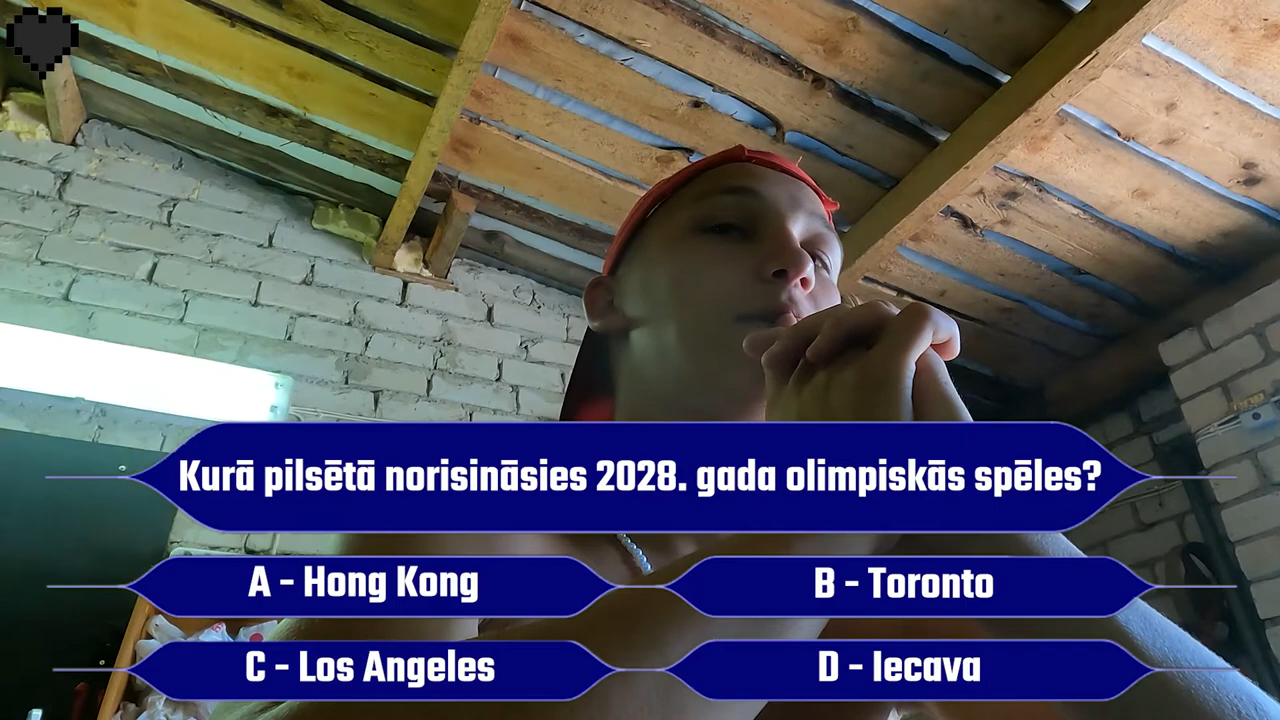 Kurā pilsētā norisināsies 2028. gada olimpiskās spēles?
A - Hong Kong
B - Toronto
C - Los Angeles
D - Iecava